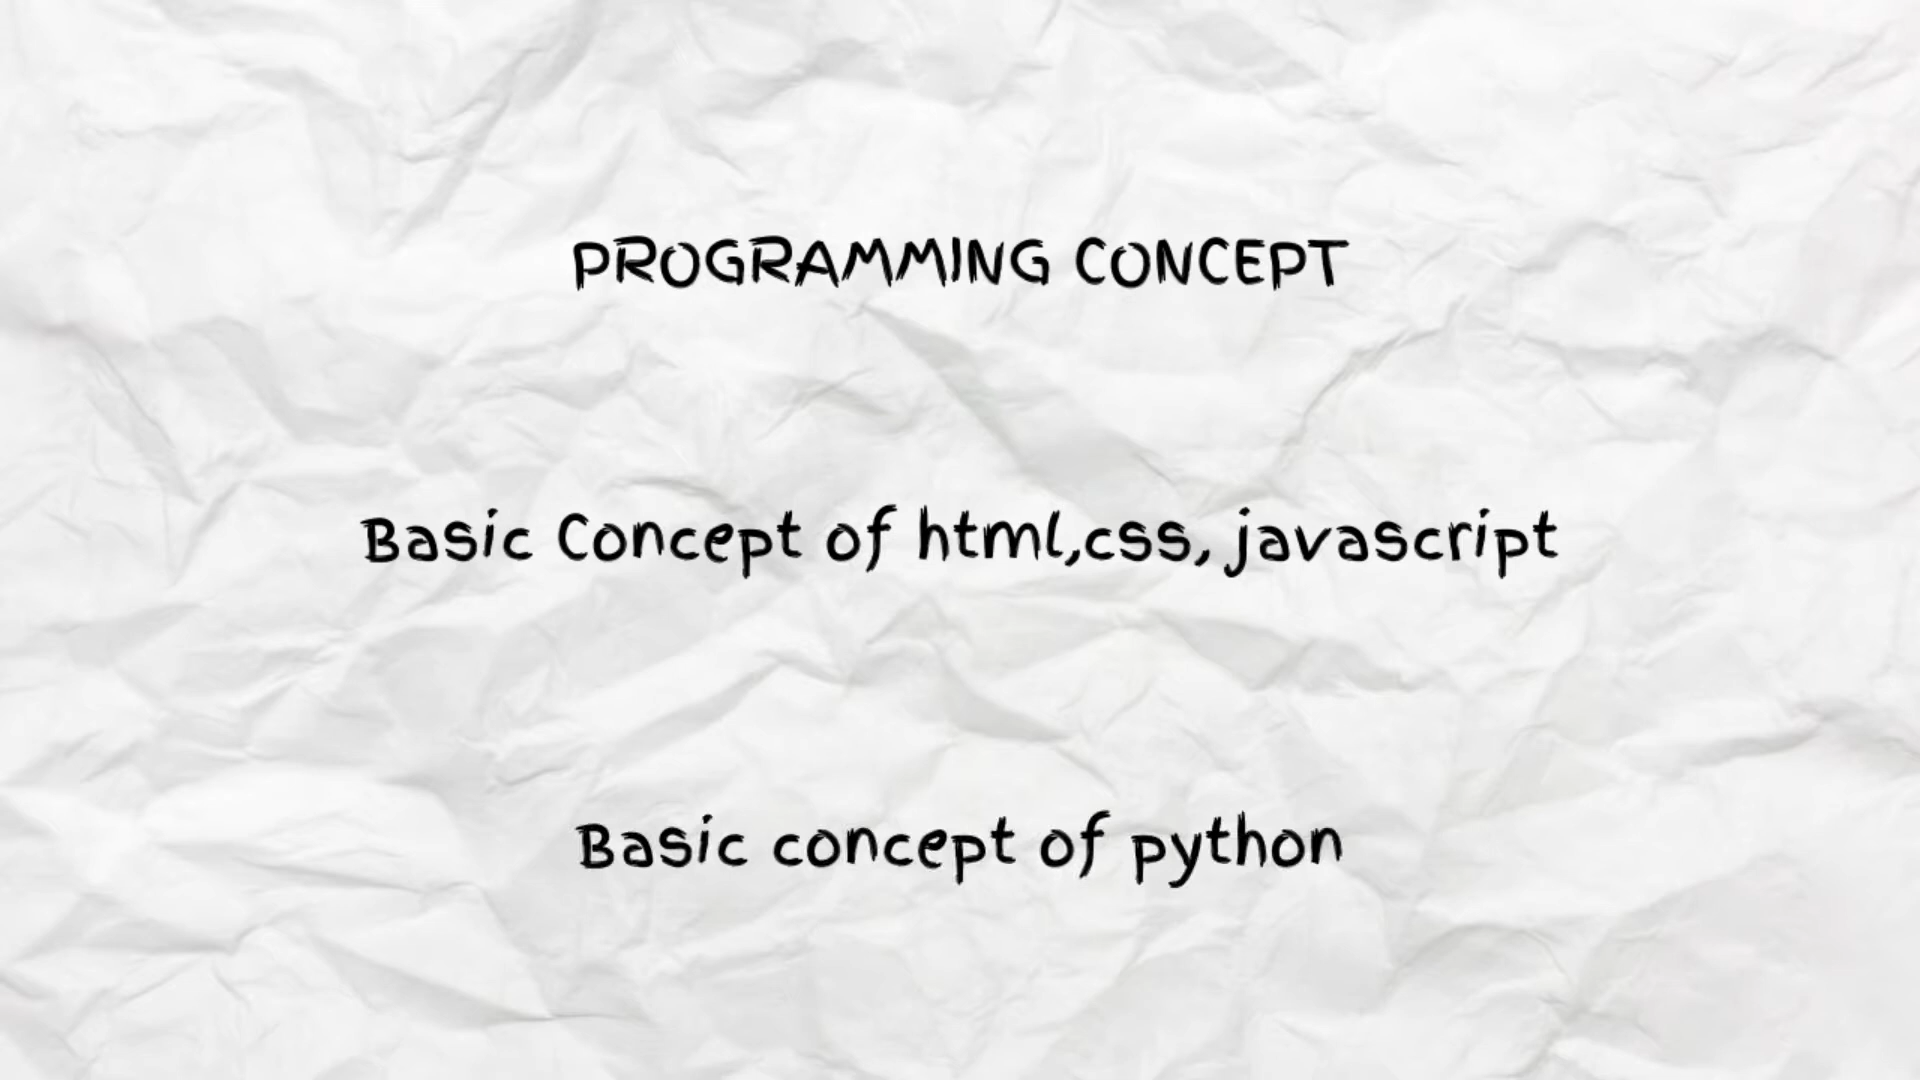 PROGRAMMING CONCEPT
Basic Concept of html,css, javascript
Basic concept of python